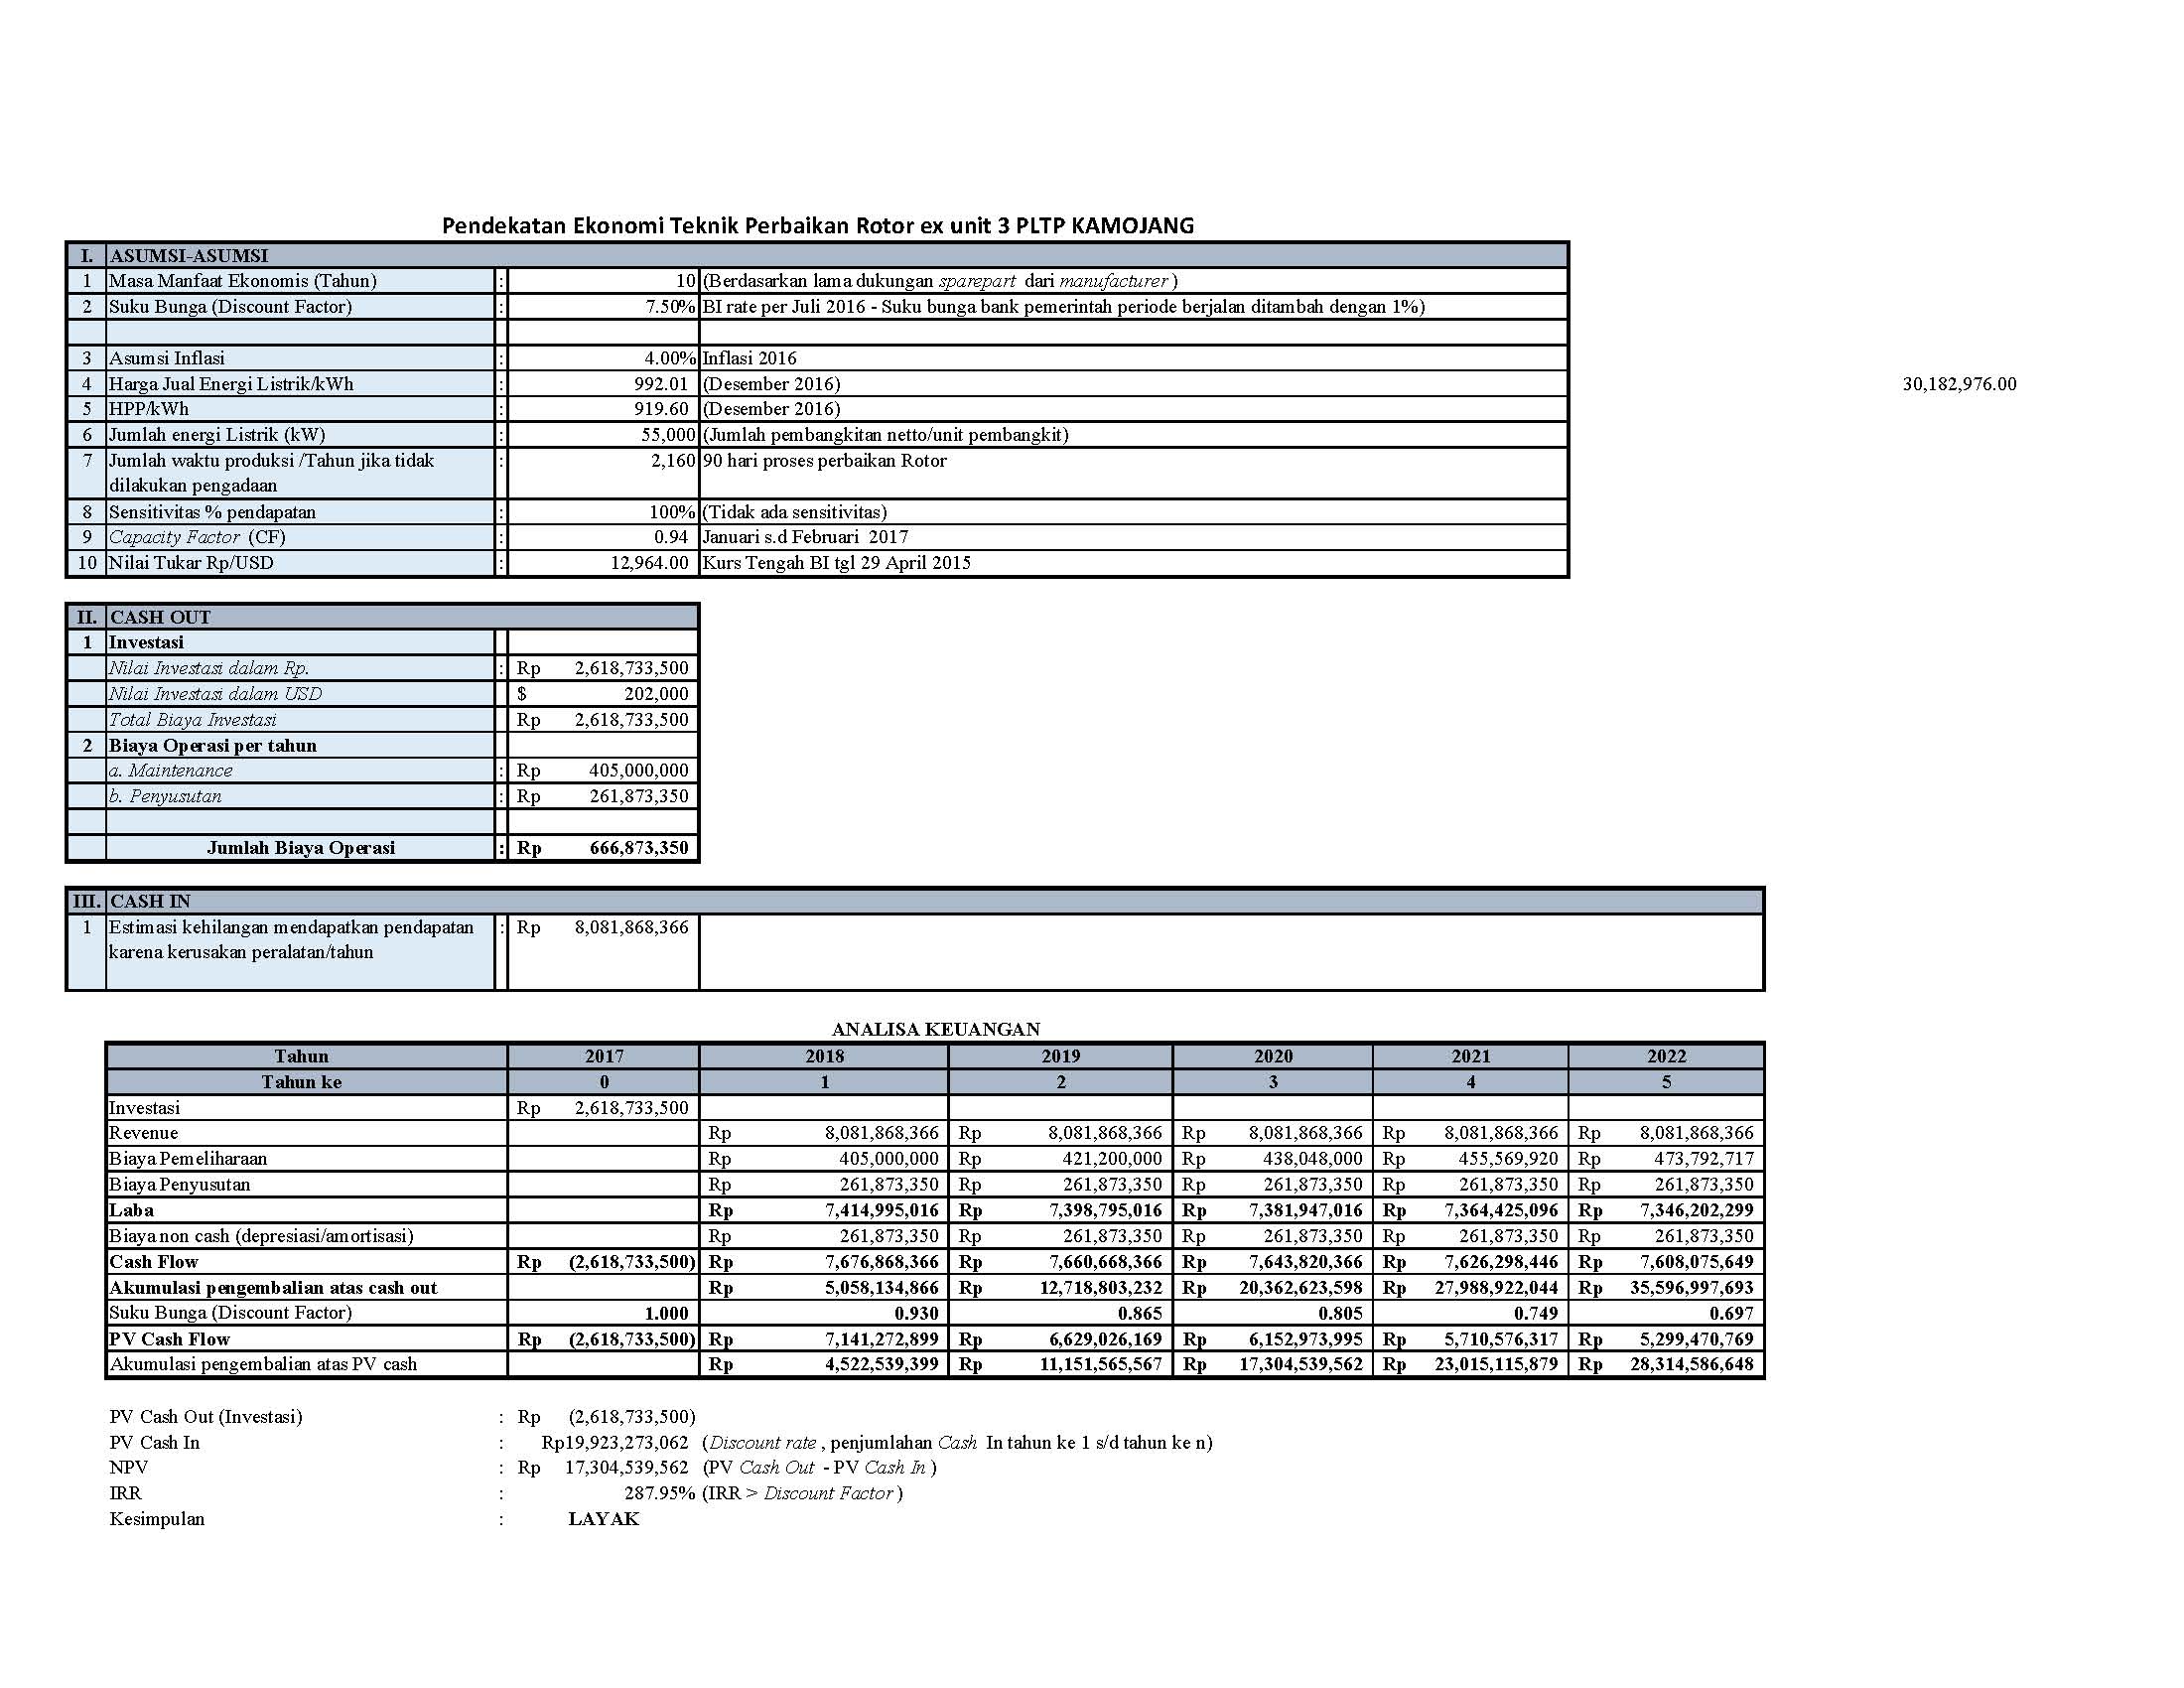 Pendekatan Ekonomi Teknik Perbaikan Rotor ex unit 3 PLTP KAMOJANG
I. ASUMSI-ASUMSI
1 Masa Manfaat Ekonomis (Tahun) : 10 (Berdasarkan lama dukungan sparepart dari manufacturer)
2 Suku Bunga (Discount Factor) : 7.50% BI rate per Juli 2016 - Suku bunga bank pemerintah periode berjalan ditambah dengan 1%)
3 Asumsi Inflasi : 4.00% Inflasi 2016
4 Harga Jual Energi Listrik/kWh : 992.01 (Desember 2016) 30,182,976.00
5 HPP/kWh : 919.60 (Desember 2016)
6 Jumlah energi Listrik (kW) : 55,000 (Jumlah pembangkitan netto/unit pembangkit)
7 Jumlah waktu produksi /Tahun jika tidak : 2,160 90 hari proses perbaikan Rotor
dilakukan pengadaan
8 Sensitivitas % pendapatan : 100% (Tidak ada sensitivitas)
9 Capacity Factor (CF) : 0.94 Januari s.d Februari 2017
10 Nilai Tukar Rp/USD : 12,964.00 Kurs Tengah BI tgl 29 April 2015
II. CASH OUT
1 Investasi
Nilai Investasi dalam Rp. : Rp 2,618,733,500
Nilai Investasi dalam USD $ 202,000
Total Biaya Investasi Rp 2,618,733,500
2 Biaya Operasi per tahun
a. Maintenance : Rp 405,000,000
b. Penyusutan : Rp 261,873,350
Jumlah Biaya Operasi : Rp 666,873,350
III. CASH IN
1 Estimasi kehilangan mendapatkan pendapatan : Rp 8,081,868,366
karena kerusakan peralatan/tahun
ANALISA KEUANGAN
Tahun 2017 2018 2019 2020 2021 2022
Tahun ke 0 1 2 3 4 5
Investasi Rp 2,618,733,500
Revenue Rp 8,081,868,366 Rp 8,081,868,366 Rp 8,081,868,366 Rp 8,081,868,366 Rp 8,081,868,366
Biaya Pemeliharaan Rp 405,000,000 Rp 421,200,000 Rp 438,048,000 Rp 455,569,920 Rp 473,792,717
Biaya Penyusutan Rp 261,873,350 Rp 261,873,350 Rp 261,873,350 Rp 261,873,350 Rp 261,873,350
Laba Rp 7,414,995,016 Rp 7,398,795,016 Rp 7,381,947,016 Rp 7,364,425,096 Rp 7,346,202,299
Biaya non cash (depresiasi/amortisasi) Rp 261,873,350 Rp 261,873,350 Rp 261,873,350 Rp 261,873,350 Rp 261,873,350
Cash Flow Rp (2,618,733,500) Rp 7,676,868,366 Rp 7,660,668,366 Rp 7,643,820,366 Rp 7,626,298,446 Rp 7,608,075,649
Akumulasi pengembalian atas cash out Rp 5,058,134,866 Rp 12,718,803,232 Rp 20,362,623,598 Rp 27,988,922,044 Rp 35,596,997,693
Suku Bunga (Discount Factor) 1.000 0.930 0.865 0.805 0.749 0.697
PV Cash Flow Rp (2,618,733,500) Rp 7,141,272,899 Rp 6,629,026,169 Rp 6,152,973,995 Rp 5,710,576,317 Rp 5,299,470,769
Akumulasi pengembalian atas PV cash Rp 4,522,539,399 Rp 11,151,565,567 Rp 17,304,539,562 Rp 23,015,115,879 Rp 28,314,586,648
PV Cash Out (Investasi) : Rp (2,618,733,500)
PV Cash In : Rp19,923,273,062 (Discount rate, penjumlahan Cash In tahun ke 1 s/d tahun ke n)
NPV : Rp 17,304,539,562 (PV Cash Out - PV Cash In)
IRR : 287.95% (IRR > Discount Factor)
Kesimpulan : LAYAK